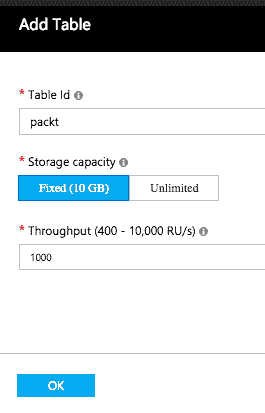 Add Table
* Table Id
packt
* Storage capacity
Fixed (10 GB) Unlimited
* Throughput (400 - 10,000 RU/s)
1000
OK